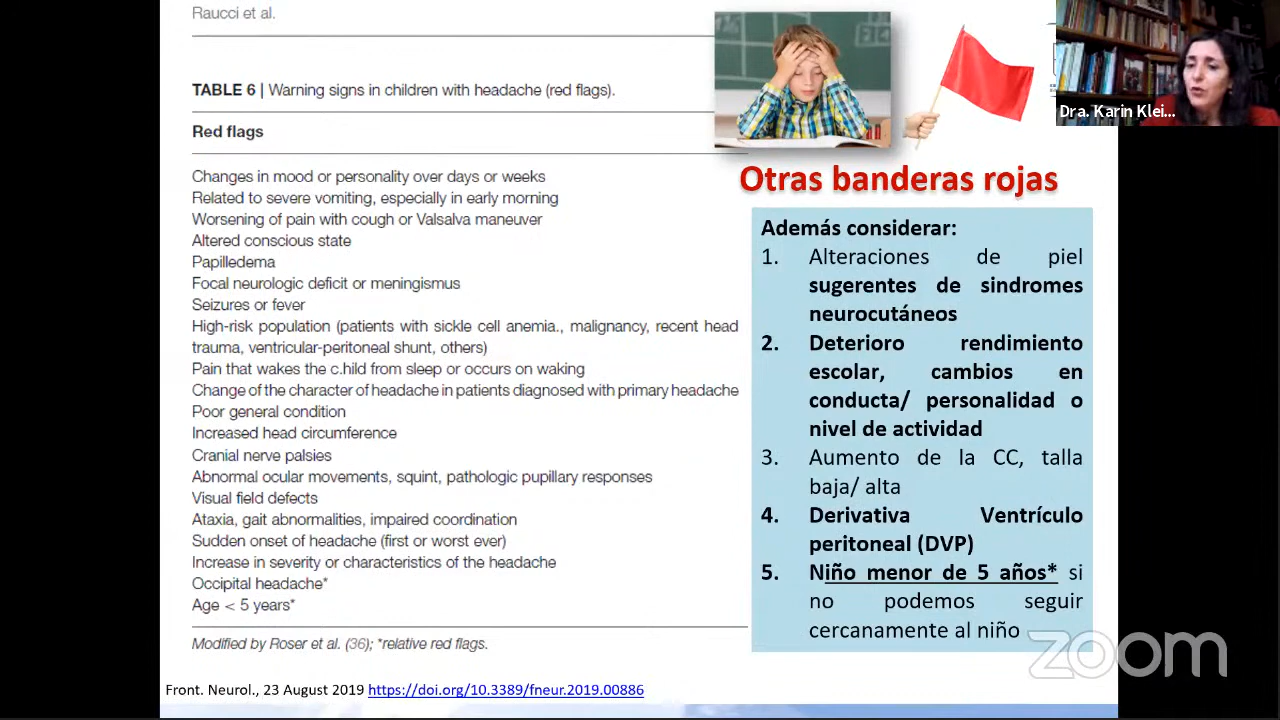 Raucci et al.
TABLE 6 | Warning signs in children with headache (red flags).
Red flags
Changes in mood or personality over days or weeks
Related to severe vomiting, especially in early morning
Worsening of pain with cough or Valsalva maneuver
Altered conscious state
Papilledema
Focal neurologic deficit or meningismus
Seizures or fever
High-risk population (patients with sickle cell anemia., malignancy, recent head
trauma, ventricular-peritoneal shunt, others)
Pain that wakes the c.hild from sleep or occurs on waking
Change of the character of headache in patients diagnosed with primary headache
Poor general condition
Increased head circumference
Cranial nerve palsies
Abnormal ocular movements, squint, pathologic pupillary responses
Visual field defects
Ataxia, gait abnormalities, impaired coordination
Sudden onset of headache (first or worst ever)
Increase in severity or characteristics of the headache
Occipital headache*
Age < 5 years*
Modified by Roser et al. (36); *relative red flags.
Front. Neurol., 23 August 2019 https://doi.org/10.3389/fneur.2019.00886
Dra. Karin Klei...
Otras banderas rojas
Además considerar:
1. Alteraciones de piel
sugerentes de sindromes
neurocutáneos
2. Deterioro rendimiento
escolar, cambios en
conducta/ personalidad o
nivel de actividad
3. Aumento de la CC, talla
baja/ alta
4. Derivativa Ventrículo
peritoneal (DVP)
5. Niño menor de 5 años* si
no podemos seguir
cercanamente al niño
zoom